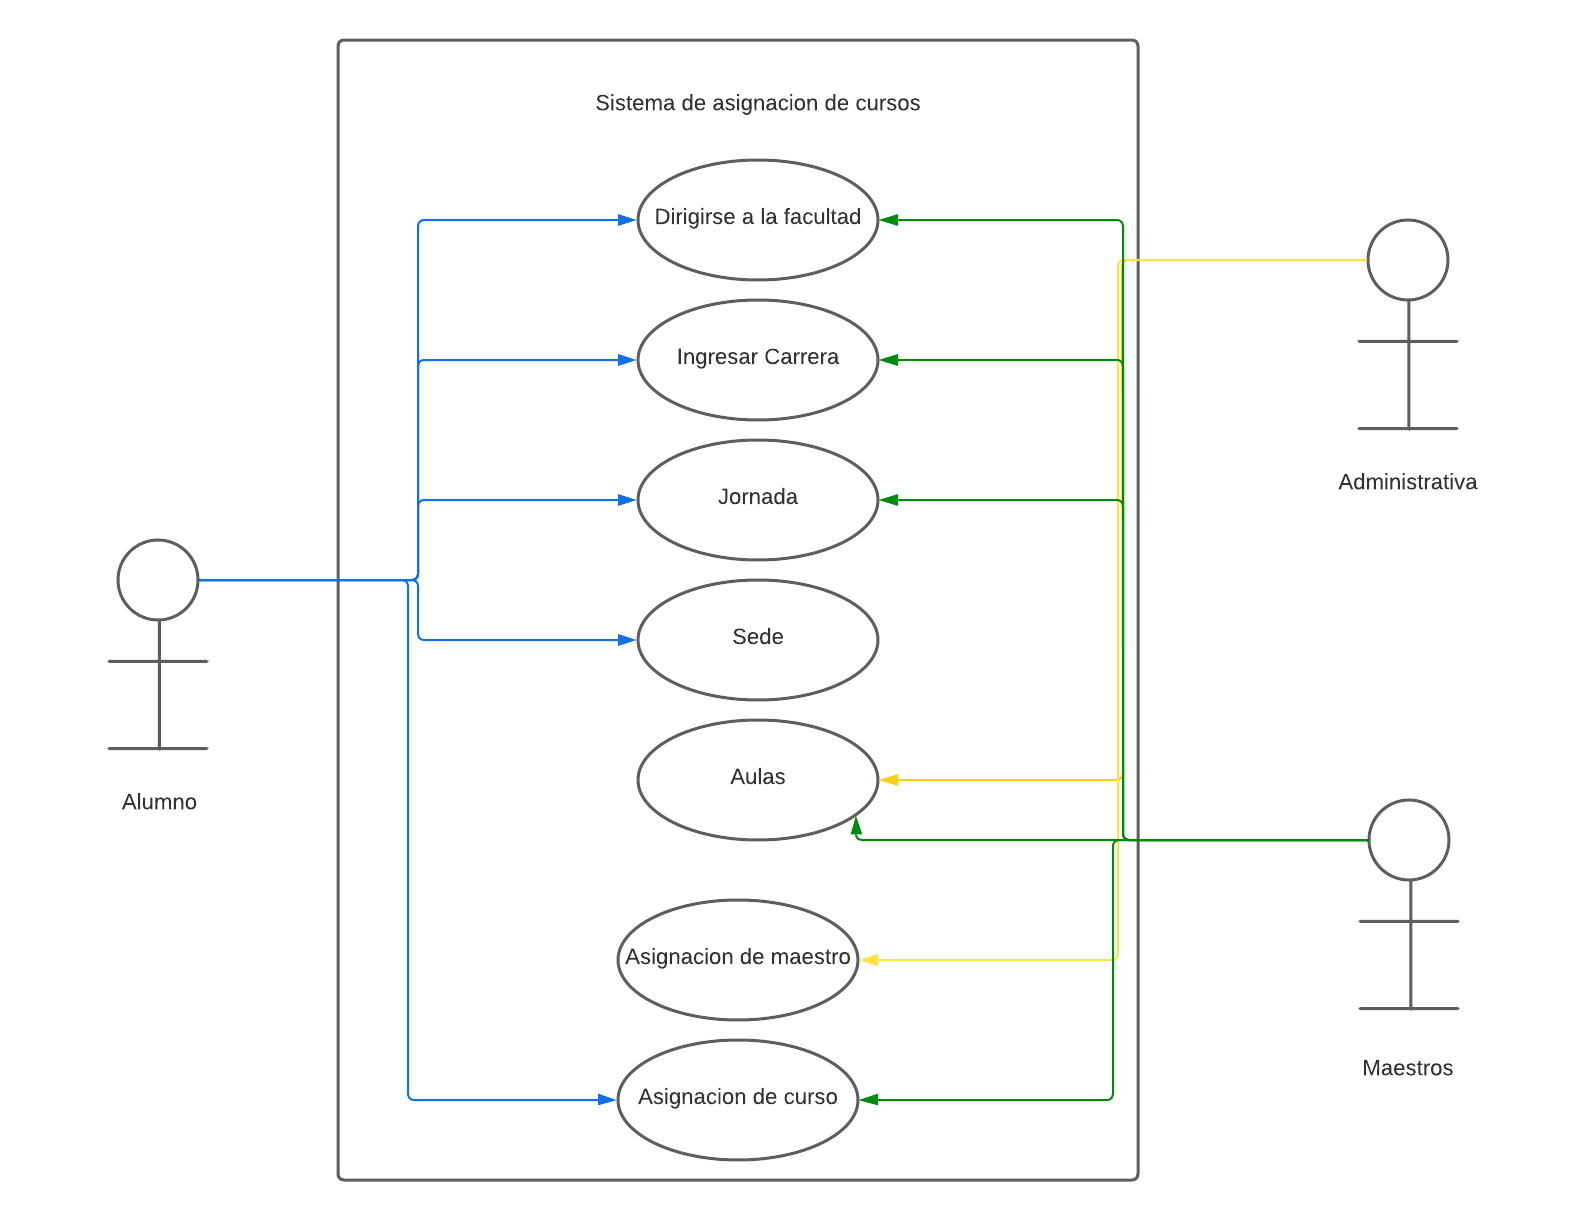 Sistema de asignacion de cursos
Dirigirse a la facultad
Ingresar Carrera
Jornada
Sede
Aulas
Asignacion de maestro
Asignacion de curso
Alumno
Administrativa
Maestros